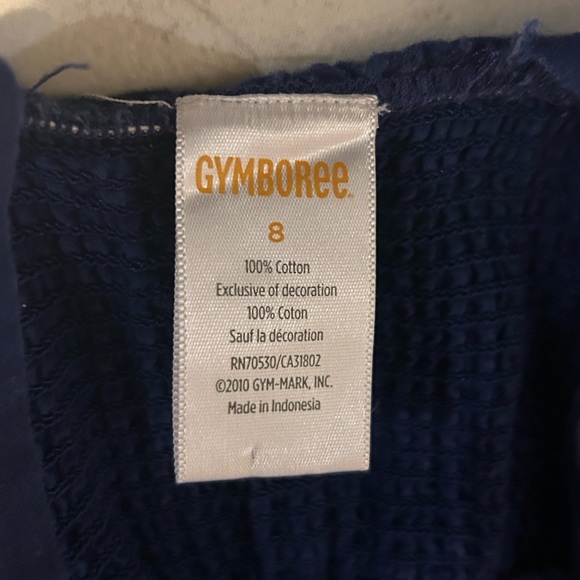 GYMBORee.
8
100% Cotton
Exclusive of decoration
100% Coton
Sauf la décoration
RN70530/CA31802
©2010 GYM-MARK, INC.
Made in Indonesia